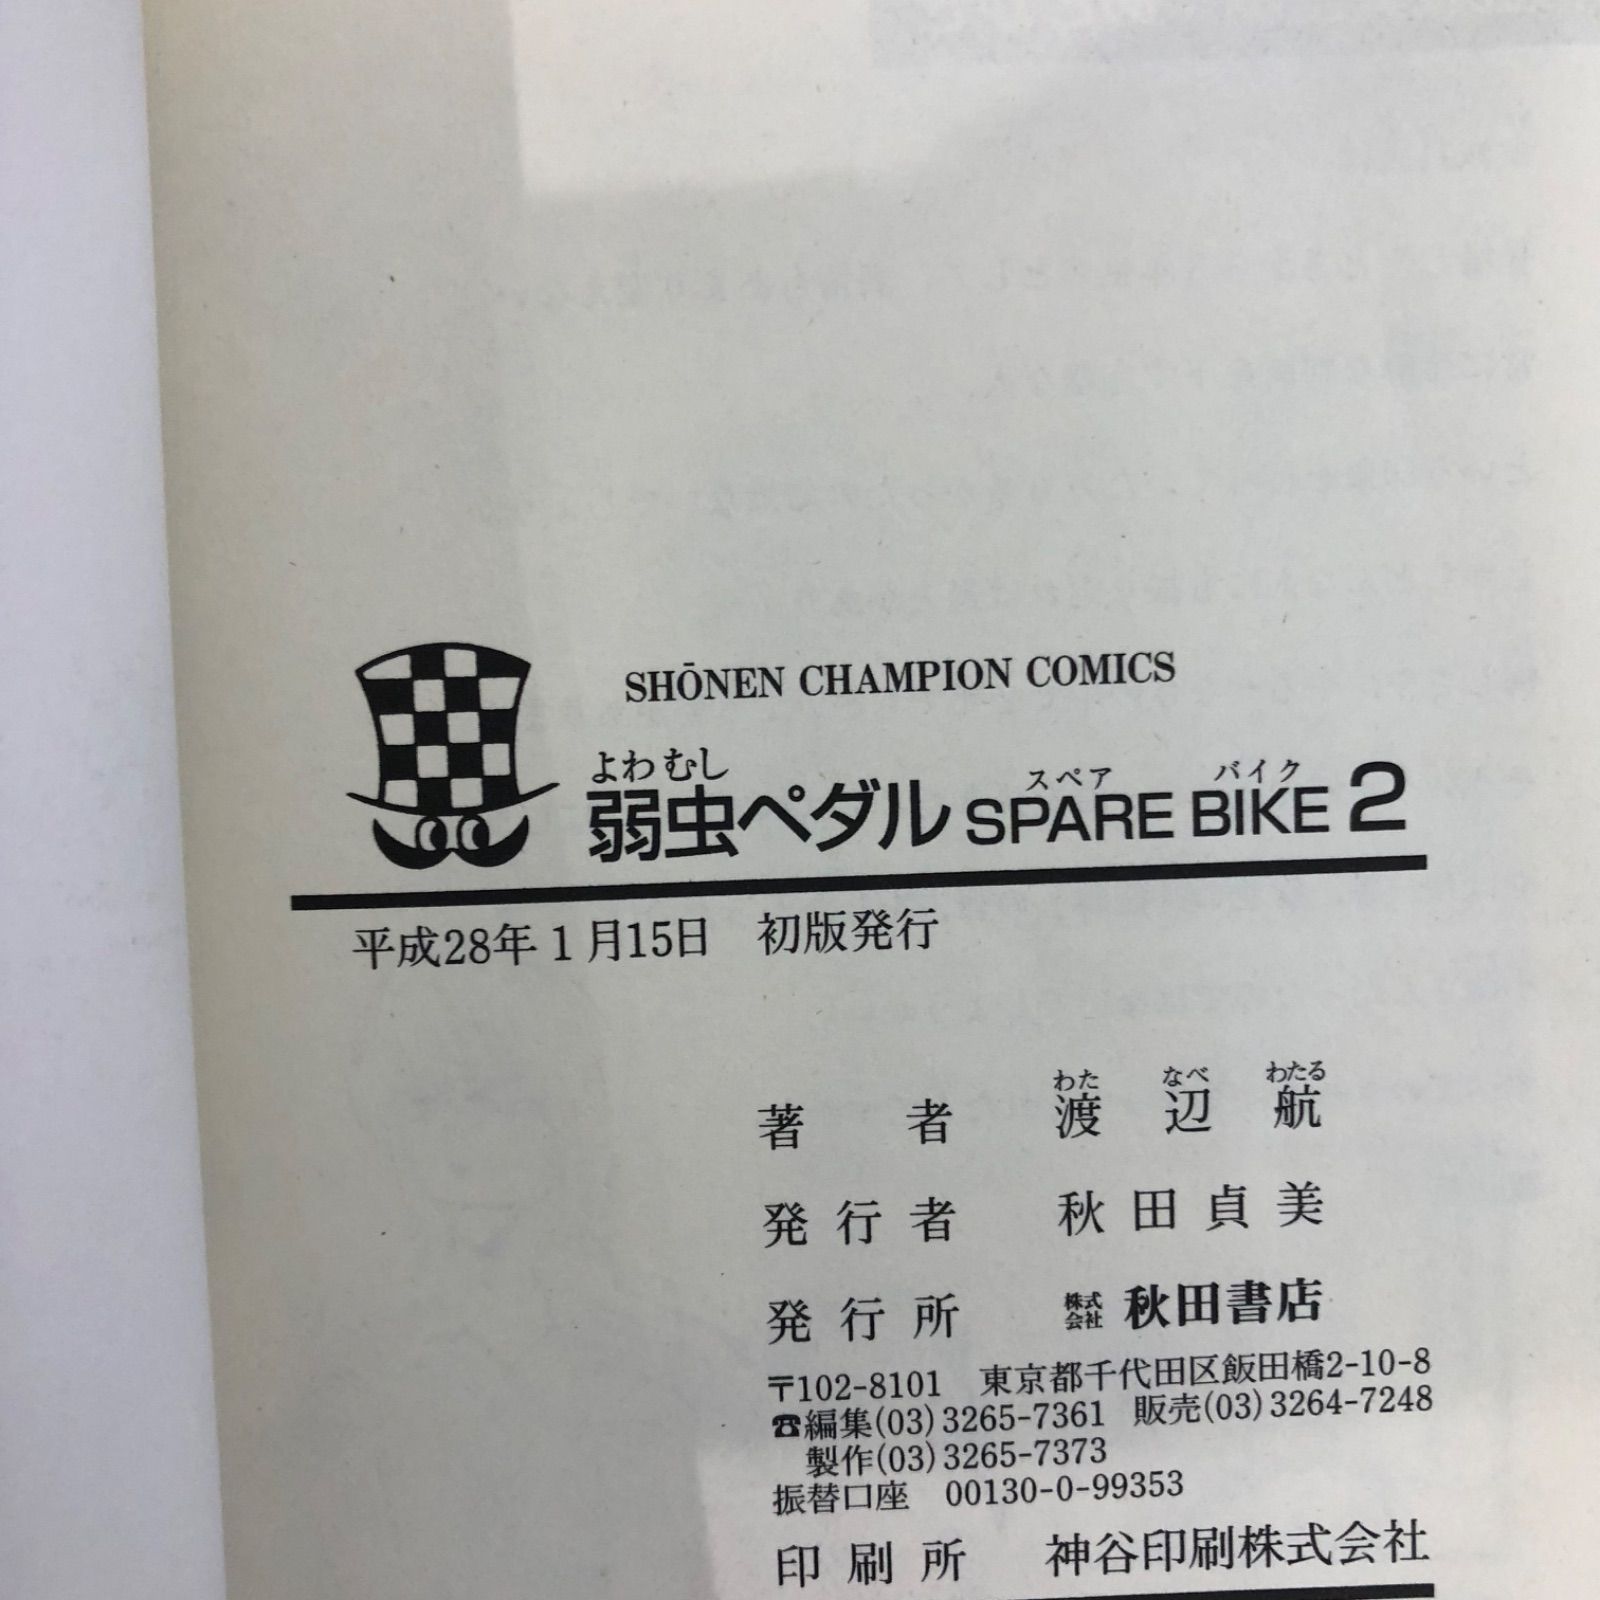 SHŌNEN CHAMPION COMICS
よわむし スペア バイク
弱虫ペダル SPARE BIKE 2
平成28年1月15日 初版発行
わた なべ わたる
著者 渡辺航
発行者 秋田貞美
発行所 株式会社 秋田書店
〒102-8101 東京都千代田区飯田橋2-10-8
☎編集(03)3265-7361 販売(03)3264-7248
製作(03)3265-7373
振替口座 00130-0-99353
印刷所 神谷印刷株式会社